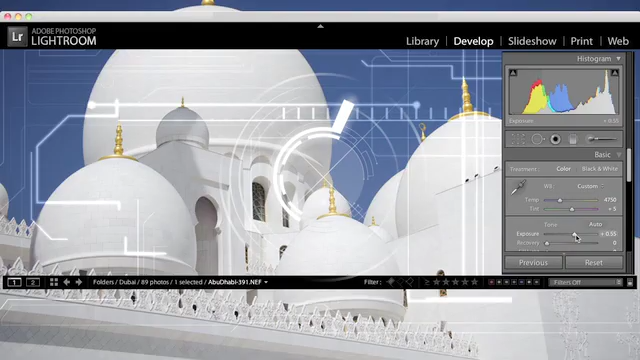 Lr
ADOBE PHOTOSHOP
LIGHTROOM
Library | Develop | Slideshow | Print | Web
Histogram
Exposure + 0.55
Basic
Treatment : Color Black & White
WB : Custom
Temp 4750
Tint + 5
Tone Auto
Exposure + 0.55
Recovery 0
Previous Reset
1 2 Folders / Dubai / 89 photos / 1 selected / AbuDhabi-391.NEF Filter : Filters Off